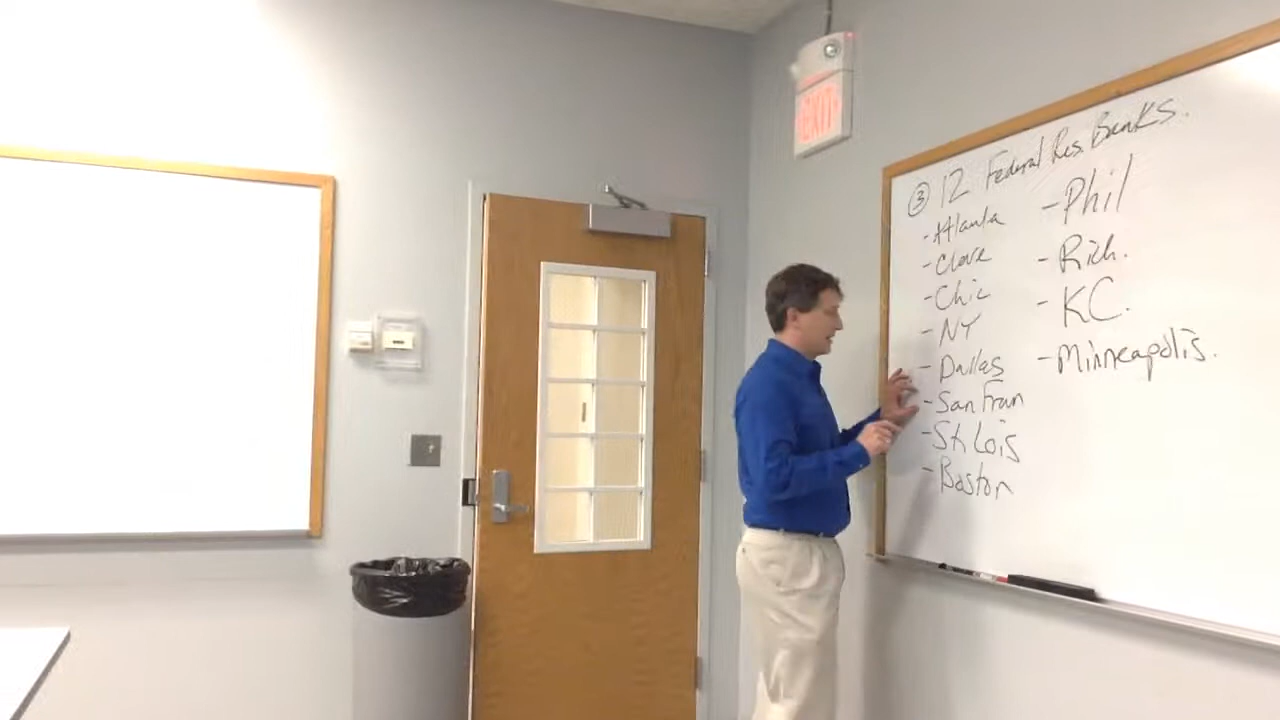 EXIT
③ 12 Federal Res. Banks.
- Atlanta
- Cleve
- Chic
- NY
- Dallas
- San Fran
- St. Lois
- Boston
- Phil
- Rich.
- KC.
- Minneapolis.